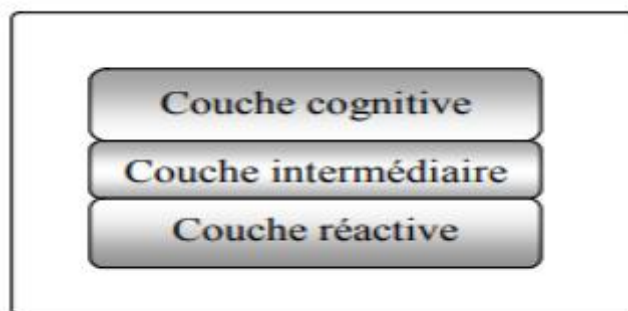 Couche cognitive
Couche intermédiaire
Couche réactive